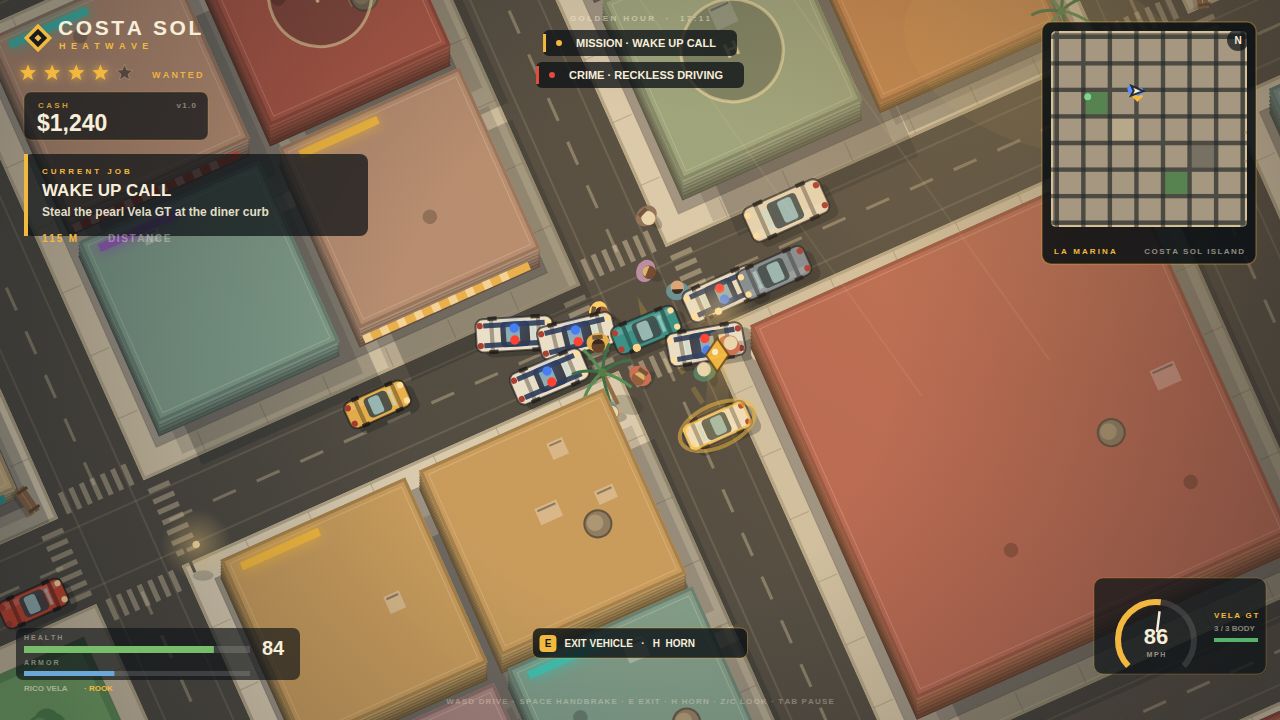 COSTA SOL
HEATWAVE
WANTED
CASH v1.0
$1,240
CURRENT JOB
WAKE UP CALL
Steal the pearl Vela GT at the diner curb
115 M DISTANCE
GOLDEN HOUR · 17:11
MISSION · WAKE UP CALL
CRIME · RECKLESS DRIVING
N
LA MARINA COSTA SOL ISLAND
HEALTH
84
ARMOR
RICO VELA · ROOK
E EXIT VEHICLE · H HORN
WASD DRIVE · SPACE HANDBRAKE · E EXIT · H HORN · Z/C LOOK · TAB PAUSE
VELA GT
86
MPH
3 / 3 BODY